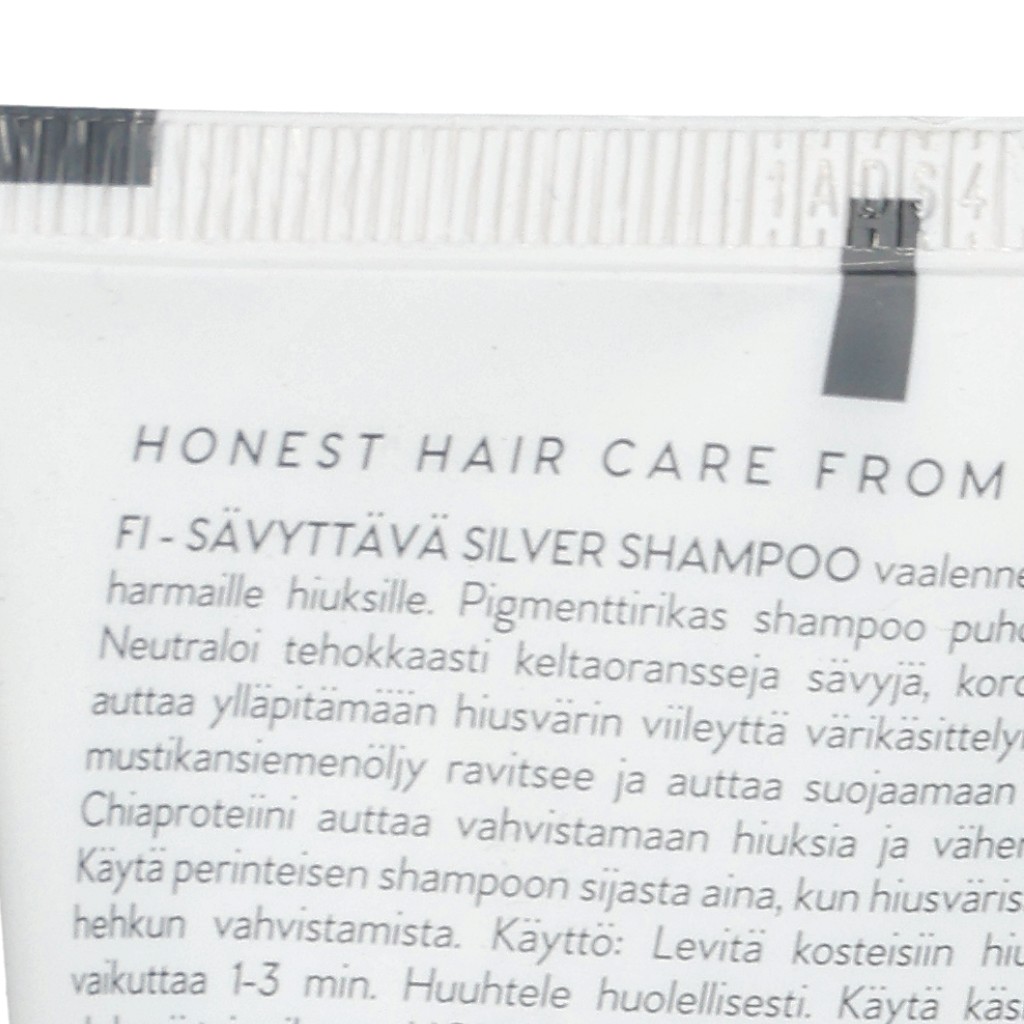 1ADS4
HONEST HAIR CARE FROM
FI - SÄVYTTÄVÄ SILVER SHAMPOO
harmaille hiuksille. Pigmenttirikas shampoo
Neutraloi tehokkaasti keltaoransseja sävyjä,
auttaa ylläpitämään hiusvärin viileyttä
mustikansiemenöljy ravitsee ja auttaa suojaamaan
Chiaproteiini auttaa vahvistamaan hiuksia ja
Käytä perinteisen shampoon sijasta aina, kun
hehkun vahvistamista. Käyttö: Levitä kosteisiin
vaikuttaa 1-3 min. Huuhtele huolellisesti. Käytä